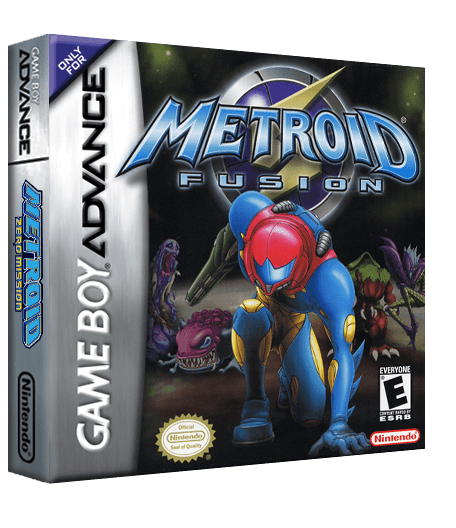 GAME BOY
ADVANCE
METROID
ZERO MISSION
Nintendo
ONLY
FOR
GAME BOY ADVANCE
METROID
FUSION
Official
Nintendo
Seal of Quality
EVERYONE
E
CONTENT RATED BY
ESRB
Nintendo